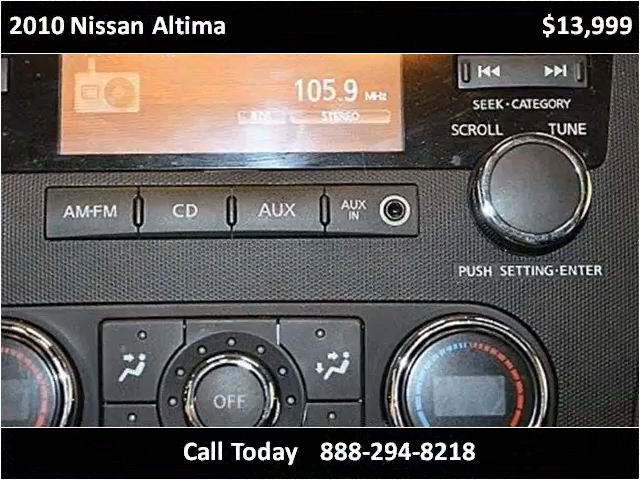 2010 Nissan Altima $13,999
105.9 MHz
RDS STEREO
SEEK·CATEGORY
SCROLL TUNE
AM·FM CD AUX AUX IN
PUSH SETTING·ENTER
OFF
Call Today 888-294-8218